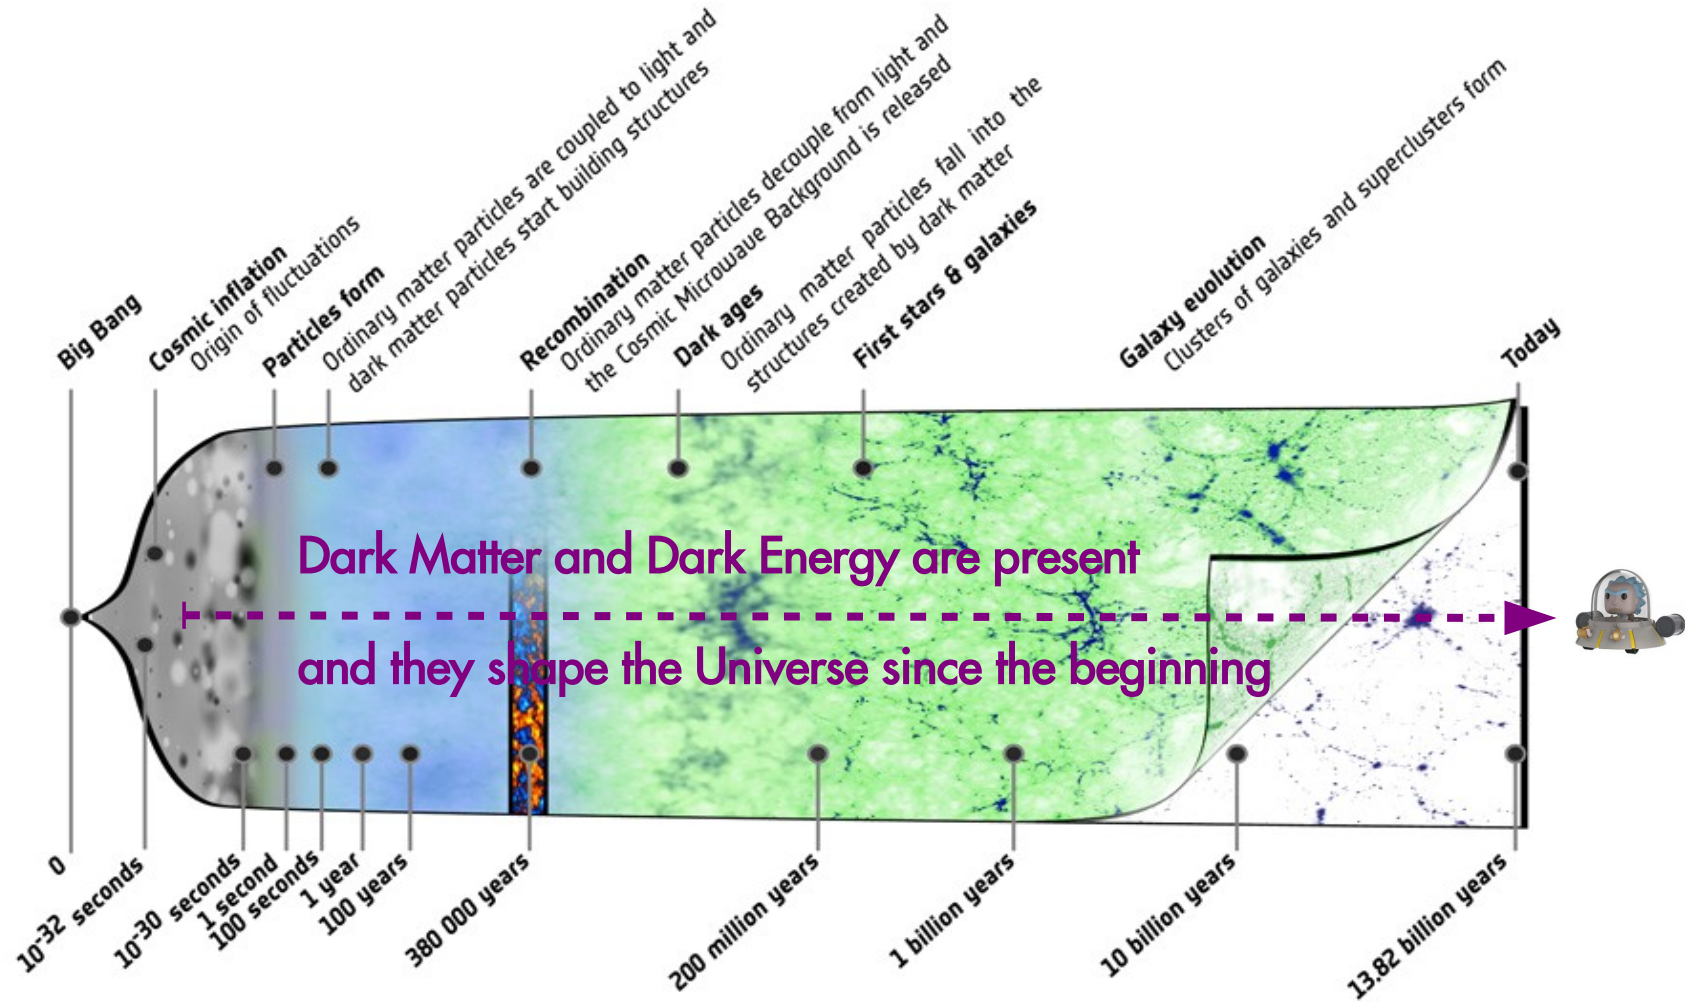 Big Bang
Cosmic inflation
Origin of fluctuations
Particles form
Ordinary matter particles are coupled to light and
dark matter particles start building structures
Recombination
Ordinary matter particles decouple from light and
the Cosmic Microwave Background is released
Dark ages
Ordinary matter particles fall into the
structures created by dark matter
First stars & galaxies
Galaxy evolution
Clusters of galaxies and superclusters form
Today
Dark Matter and Dark Energy are present
and they shape the Universe since the beginning
0
10⁻³² seconds
10⁻³⁰ seconds
1 second
100 seconds
1 year
100 years
380 000 years
200 million years
1 billion years
10 billion years
13.82 billion years